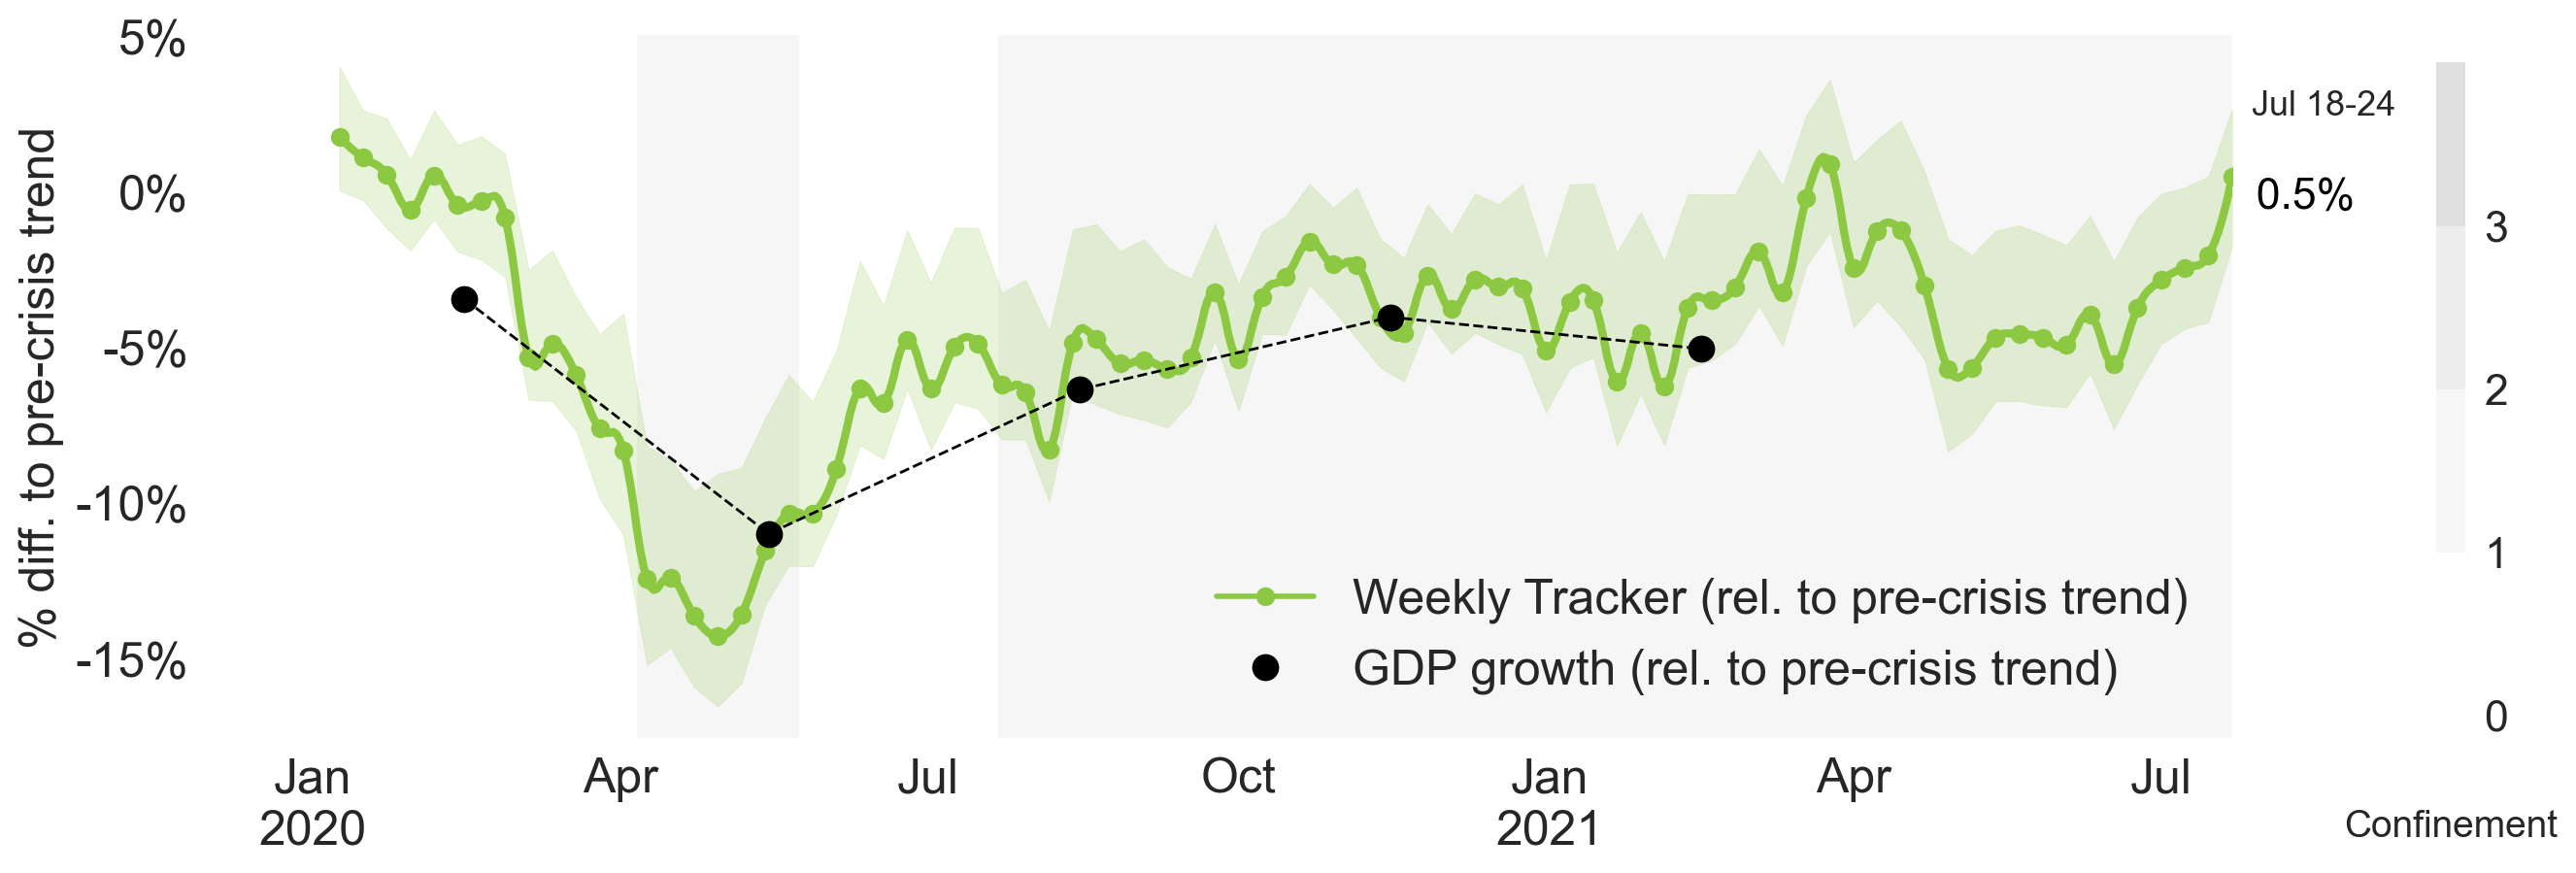 5%
0%
-5%
-10%
-15%
% diff. to pre-crisis trend
Jul 18-24
0.5%
3
2
1
0
Weekly Tracker (rel. to pre-crisis trend)
GDP growth (rel. to pre-crisis trend)
Jan Apr Jul Oct Jan Apr Jul
2020 2021
Confinement